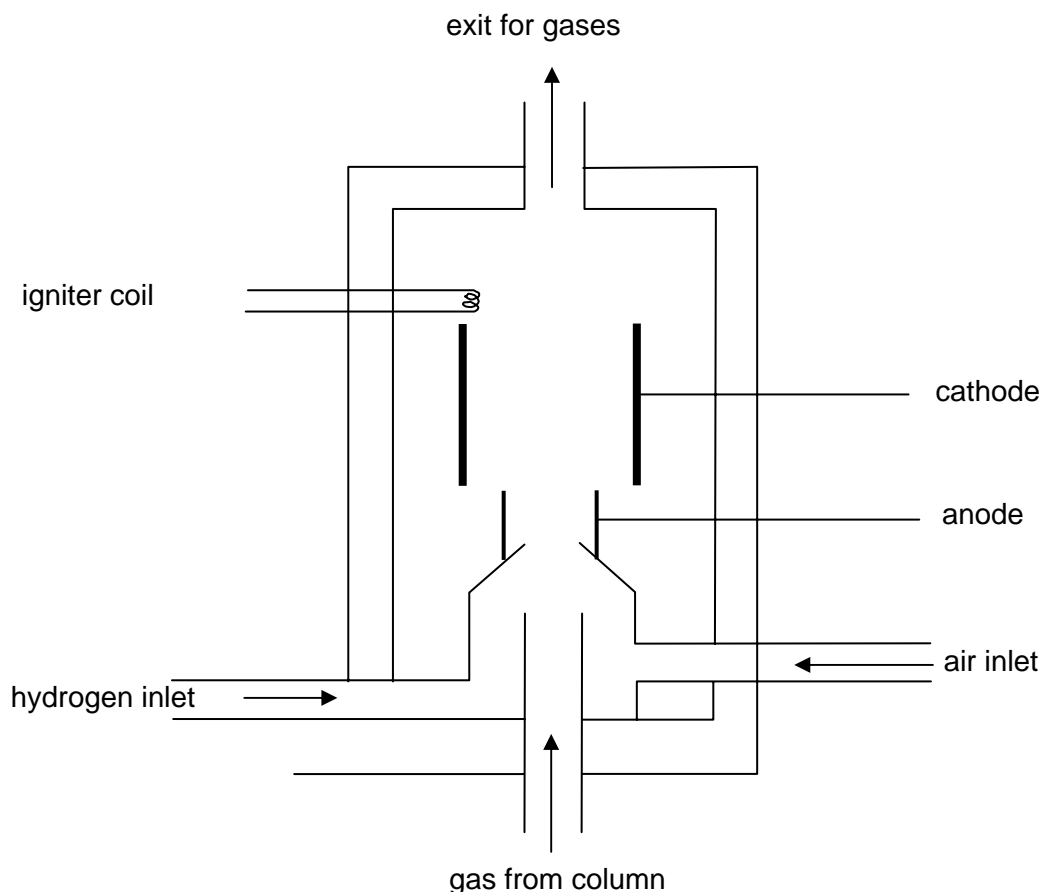 exit for gases
igniter coil
cathode
anode
air inlet
hydrogen inlet
gas from column